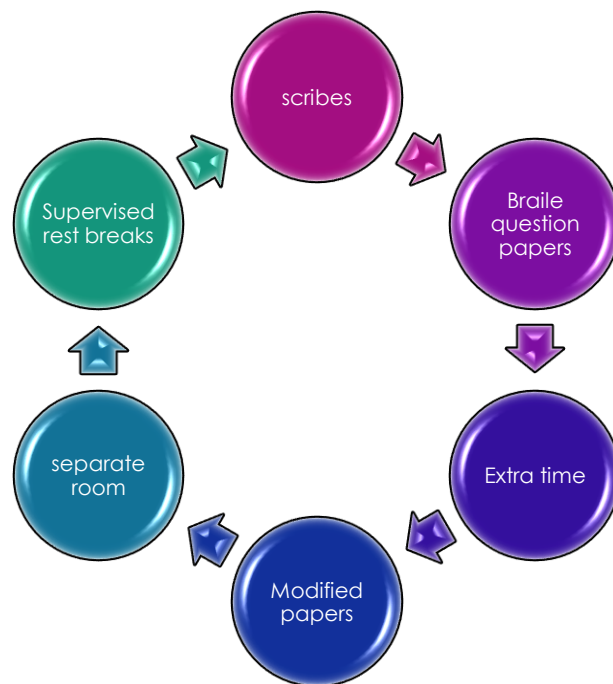 scribes
Braile
question
papers
Extra time
Modified
papers
separate
room
Supervised
rest breaks